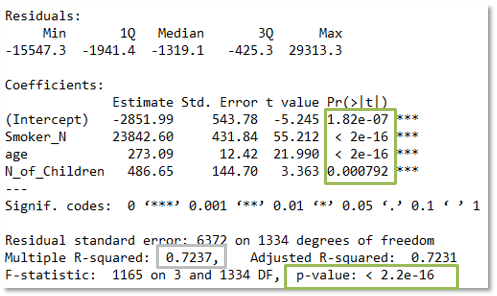 Residuals:
Min 1Q Median 3Q Max
-15547.3 -1941.4 -1319.1 -425.3 29313.3
Coefficients:
Estimate Std. Error t value Pr(>|t|)
(Intercept) -2851.99 543.78 -5.245 1.82e-07 ***
Smoker_N 23842.60 431.84 55.212 < 2e-16 ***
age 273.09 12.42 21.990 < 2e-16 ***
N_of_Children 486.65 144.70 3.363 0.000792 ***
---
Signif. codes: 0 ‘***’ 0.001 ‘**’ 0.01 ‘*’ 0.05 ‘.’ 0.1 ‘ ’ 1
Residual standard error: 6372 on 1334 degrees of freedom
Multiple R-squared: 0.7237, Adjusted R-squared: 0.7231
F-statistic: 1165 on 3 and 1334 DF, p-value: < 2.2e-16